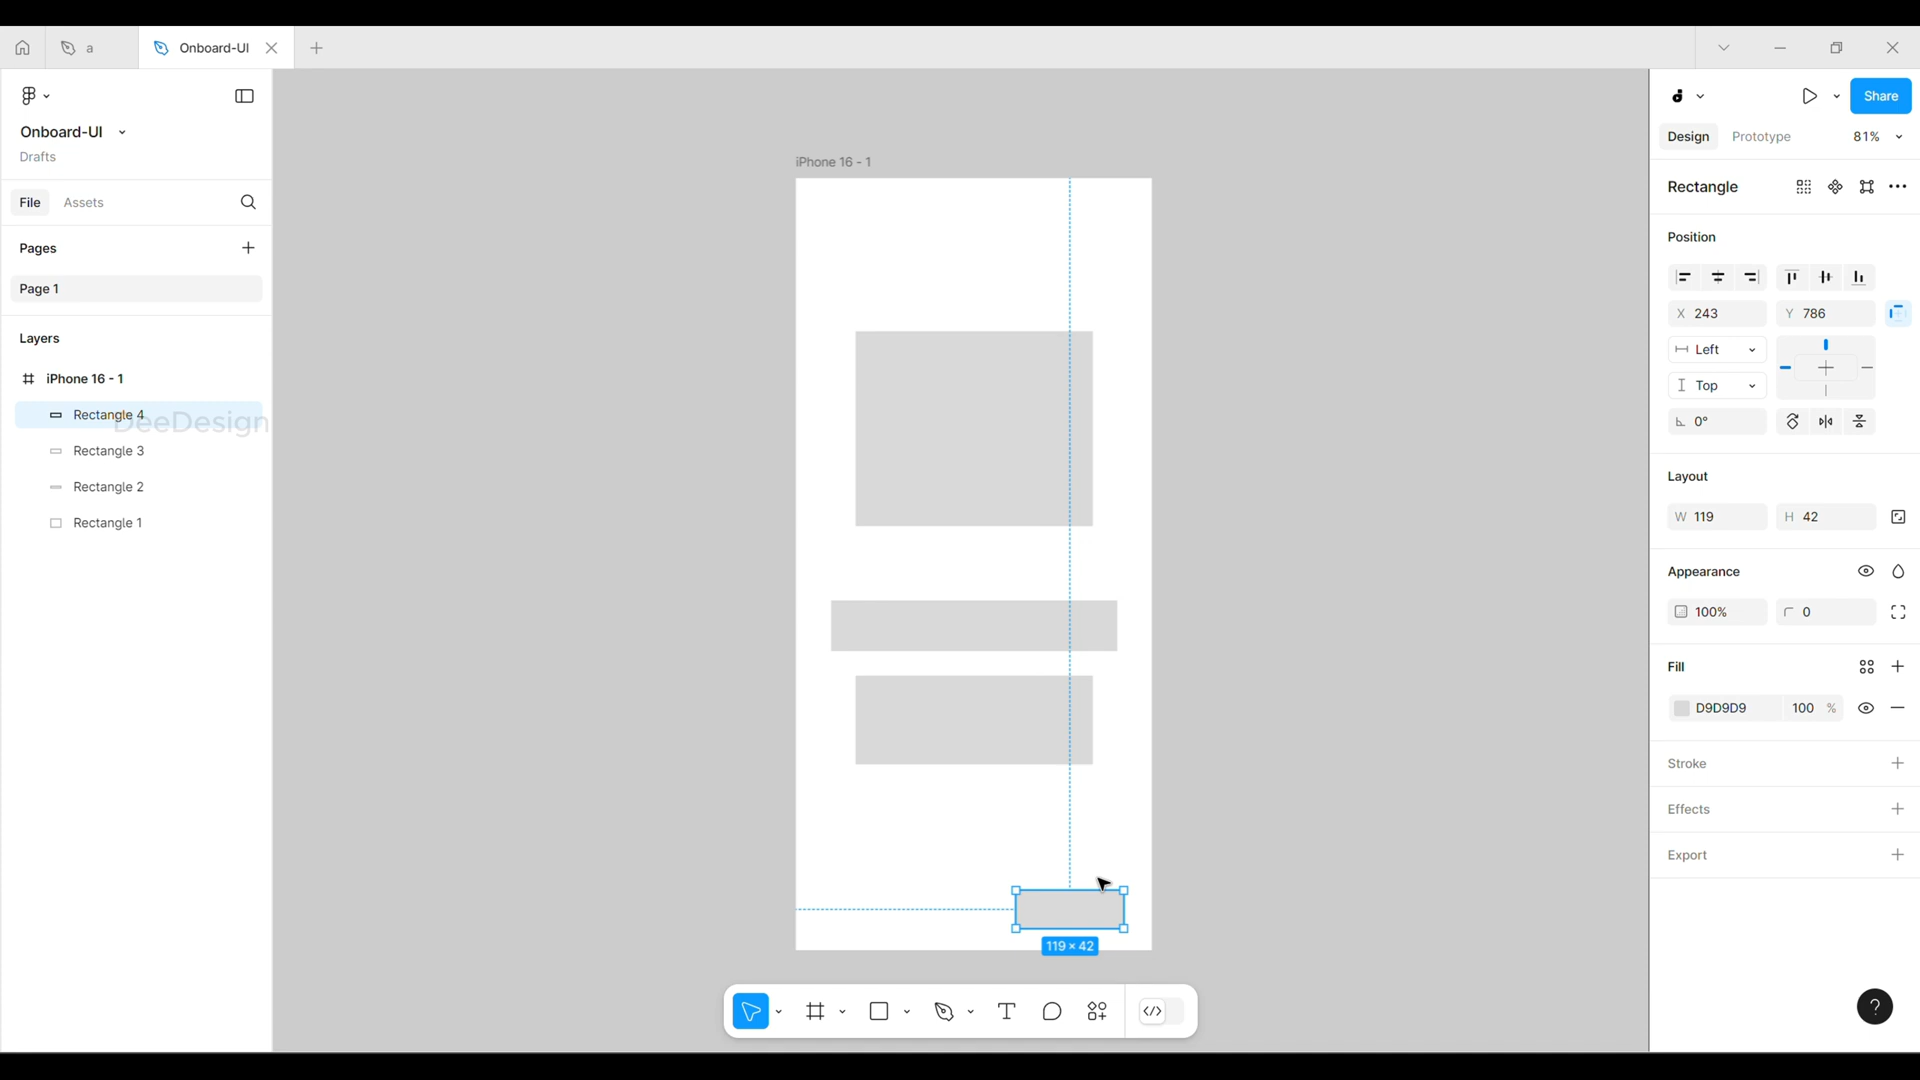 a
Onboard-UI
Onboard-UI
Share
Drafts
Design
Prototype
81%
File
Assets
Rectangle
Pages
Page 1
Position
X 243
Y 786
Layers
Left
iPhone 16 - 1
Top
Rectangle 4
DeeDesign
0°
Rectangle 3
Rectangle 2
Rectangle 1
Layout
W 119
H 42
Appearance
100%
0
Fill
D9D9D9
100 %
Stroke
Effects
Export
iPhone 16 - 1
119 × 42
?